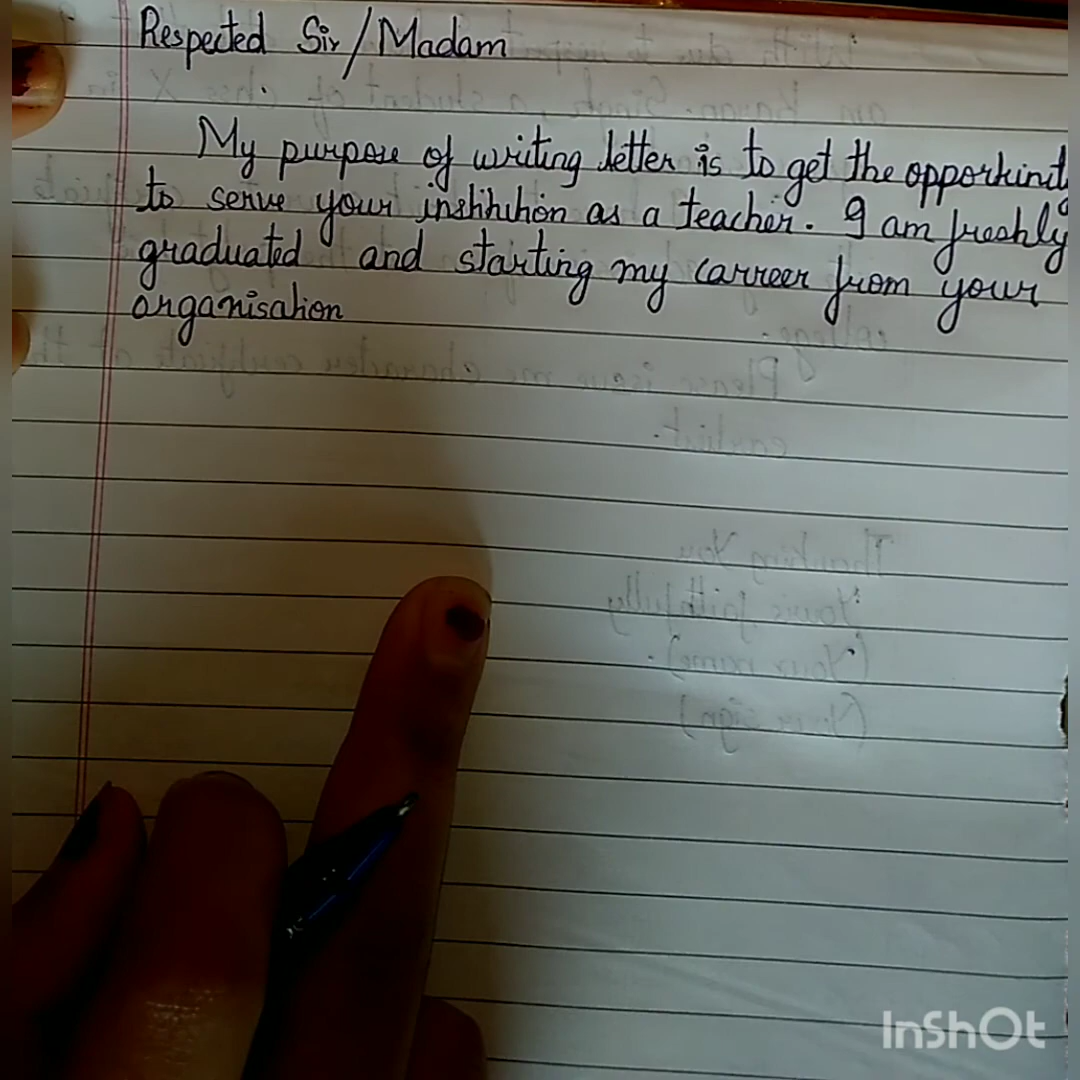 Respected Sir/Madam
My purpose of writing letter is to get the opportunity
to serve your institution as a teacher. I am freshly
graduated and starting my carreer from your
organisation
InShOt